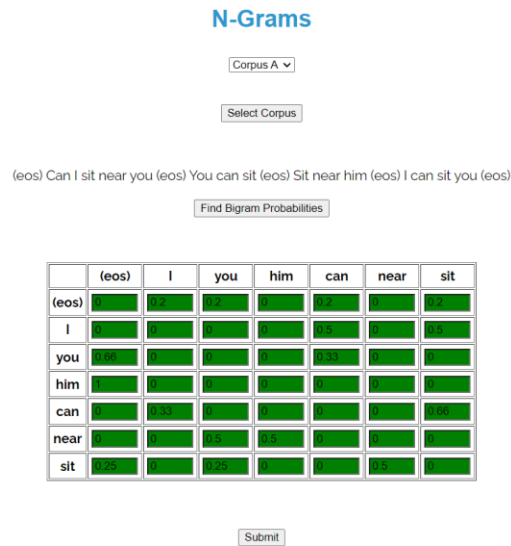 N-Grams
Corpus A
Select Corpus
(eos) Can I sit near you (eos) You can sit (eos) Sit near him (eos) I can sit you (eos)
Find Bigram Probabilities
(eos) I you him can near sit
(eos) 0 0.2 0.2 0 0.2 0 0.2
I 0 0 0 0 0.5 0 0.5
you 0.66 0 0 0 0.33 0 0
him 1 0 0 0 0 0 0
can 0 0.33 0 0 0 0 0.66
near 0 0 0.5 0.5 0 0 0
sit 0.25 0 0.25 0 0 0.5 0
Submit